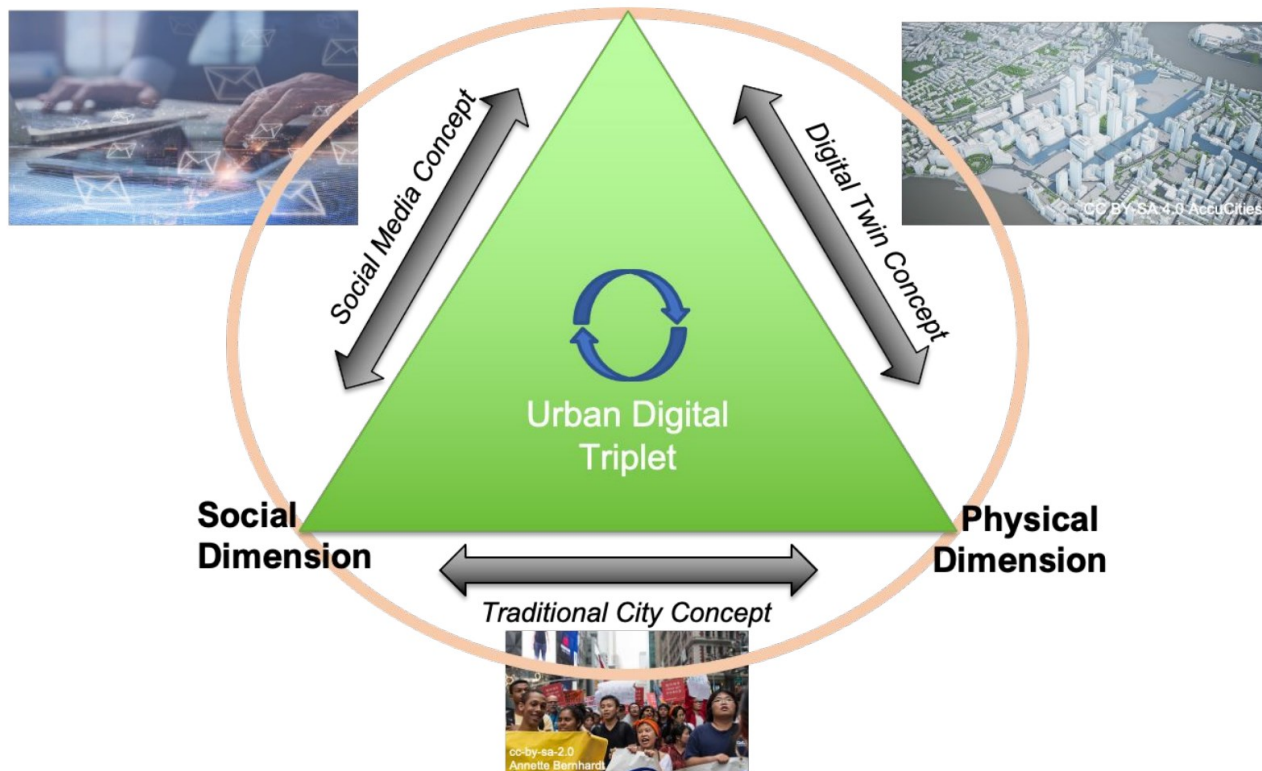 Social Media Concept
Digital Twin Concept
CC BY-SA 4.0 AccuCities
Urban Digital
Triplet
Social
Dimension
Physical
Dimension
Traditional City Concept
cc-by-sa-2.0
Annette Bernhardt